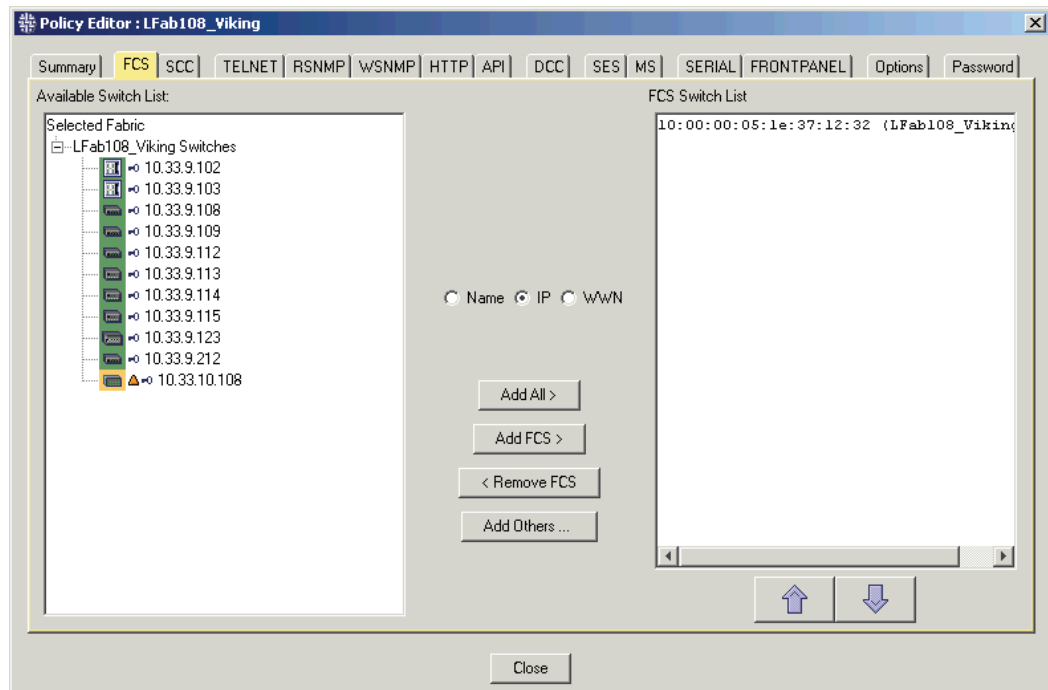 Policy Editor : LFab108_Viking
Summary FCS SCC TELNET RSNMP WSNMP HTTP API DCC SES MS SERIAL FRONTPANEL Options Password
Available Switch List:
Selected Fabric
LFab108_Viking Switches
10.33.9.102
10.33.9.103
10.33.9.108
10.33.9.109
10.33.9.112
10.33.9.113
10.33.9.114
10.33.9.115
10.33.9.123
10.33.9.212
10.33.10.108
Name IP WWN
Add All >
Add FCS >
< Remove FCS
Add Others ...
FCS Switch List
10:00:00:05:1e:37:12:32 (LFab108_Viking
Close